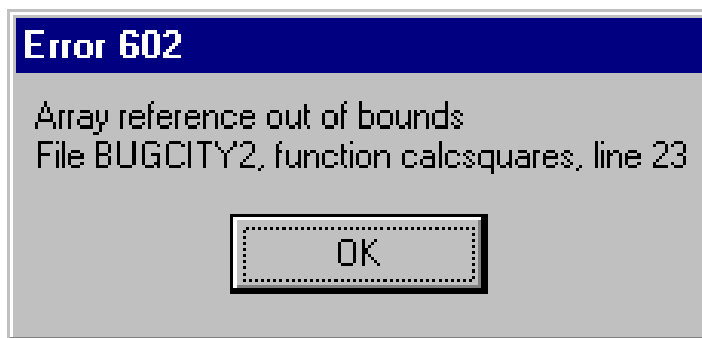 Error 602
Array reference out of bounds
File BUGCITY2, function calcsquares, line 23
OK